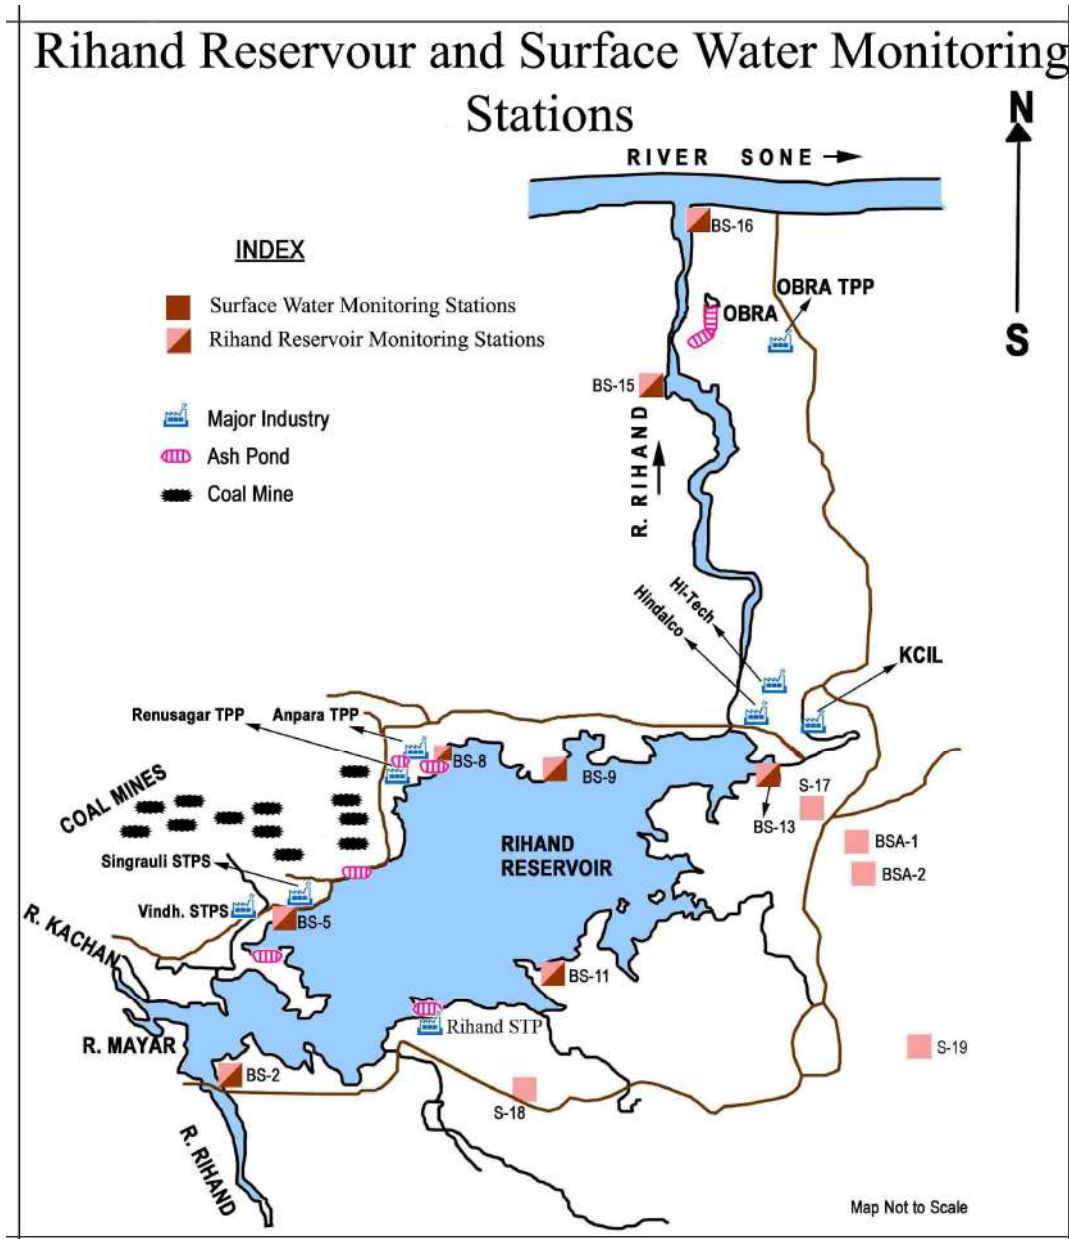 Rihand Reservour and Surface Water Monitoring
Stations
N
S
RIVER SONE
INDEX
Surface Water Monitoring Stations
Rihand Reservoir Monitoring Stations
Major Industry
Ash Pond
Coal Mine
BS-16
OBRA TPP
OBRA
BS-15
R. RIHAND
Hi-Tech
Hindalco
KCIL
Renusagar TPP
Anpara TPP
BS-8
BS-9
S-17
BS-13
COAL MINES
RIHAND
RESERVOIR
BSA-1
BSA-2
Singrauli STPS
Vindh. STPS
BS-5
R. KACHAN
BS-11
Rihand STP
R. MAYAR
S-19
BS-2
S-18
R. RIHAND
Map Not to Scale